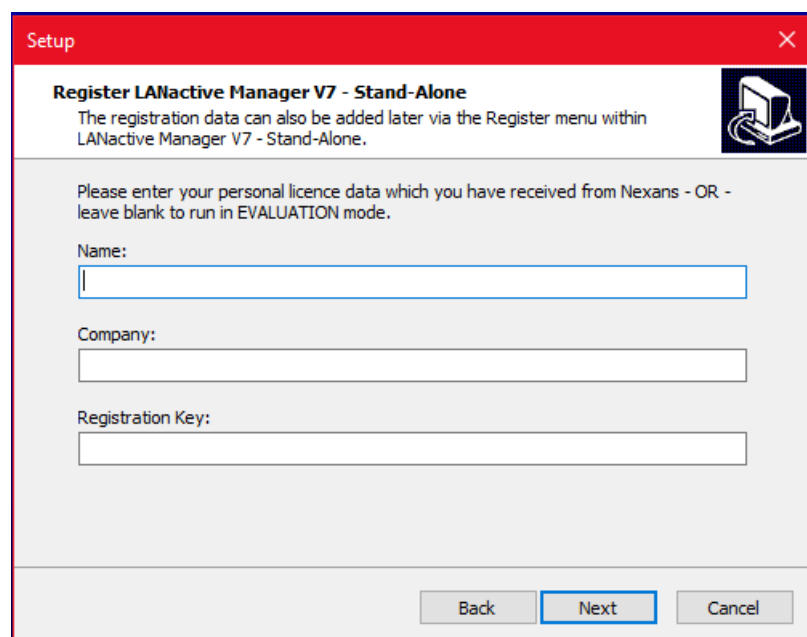 Setup
Register LANactive Manager V7 - Stand-Alone
The registration data can also be added later via the Register menu within
LANactive Manager V7 - Stand-Alone.
Please enter your personal licence data which you have received from Nexans - OR -
leave blank to run in EVALUATION mode.
Name:
Company:
Registration Key:
Back Next Cancel